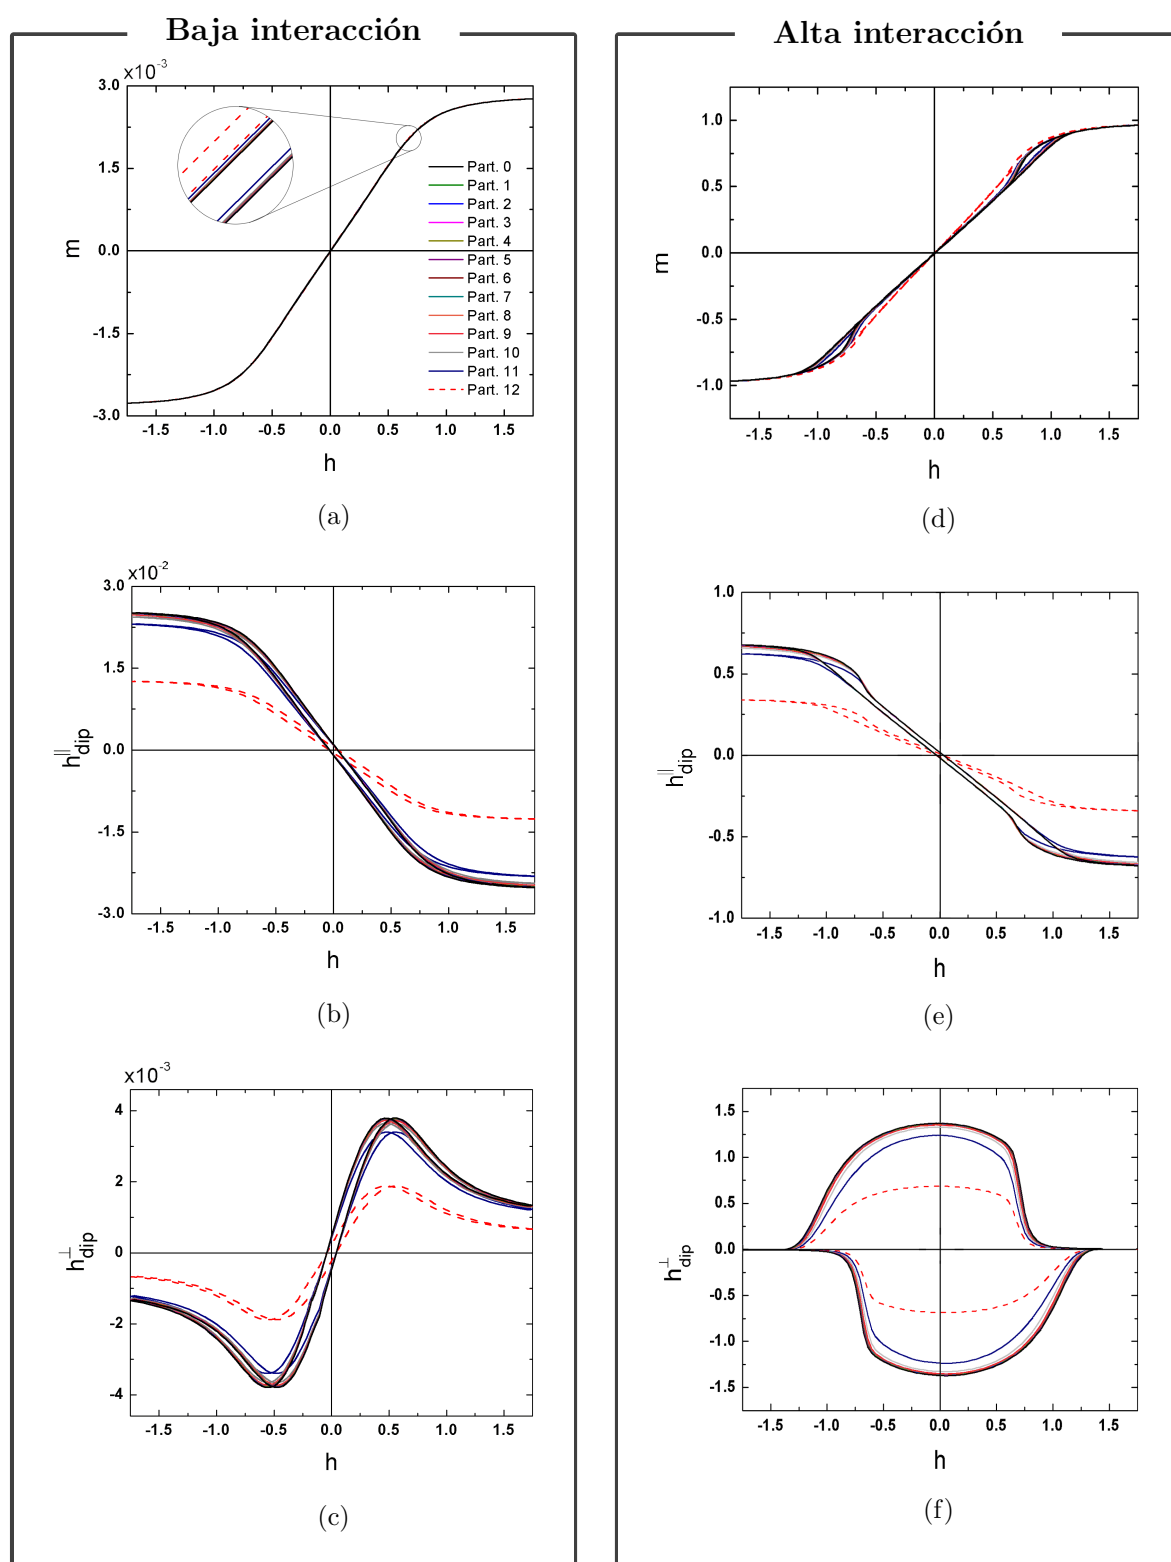 Baja interacción
x10-3
3.0
1.5
0.0
-1.5
-3.0
m
-1.5 -1.0 -0.5 0.0 0.5 1.0 1.5
h
Part. 0
Part. 1
Part. 2
Part. 3
Part. 4
Part. 5
Part. 6
Part. 7
Part. 8
Part. 9
Part. 10
Part. 11
Part. 12
(a)
x10-2
3.0
1.5
0.0
-1.5
-3.0
h||dip
-1.5 -1.0 -0.5 0.0 0.5 1.0 1.5
h
(b)
x10-3
4
2
0
-2
-4
h⊥dip
-1.5 -1.0 -0.5 0.0 0.5 1.0 1.5
h
(c)
Alta interacción
1.0
0.5
0.0
-0.5
-1.0
m
-1.5 -1.0 -0.5 0.0 0.5 1.0 1.5
h
(d)
1.0
0.5
0.0
-0.5
-1.0
h||dip
-1.5 -1.0 -0.5 0.0 0.5 1.0 1.5
h
(e)
1.5
1.0
0.5
0.0
-0.5
-1.0
-1.5
h⊥dip
-1.5 -1.0 -0.5 0.0 0.5 1.0 1.5
h
(f)